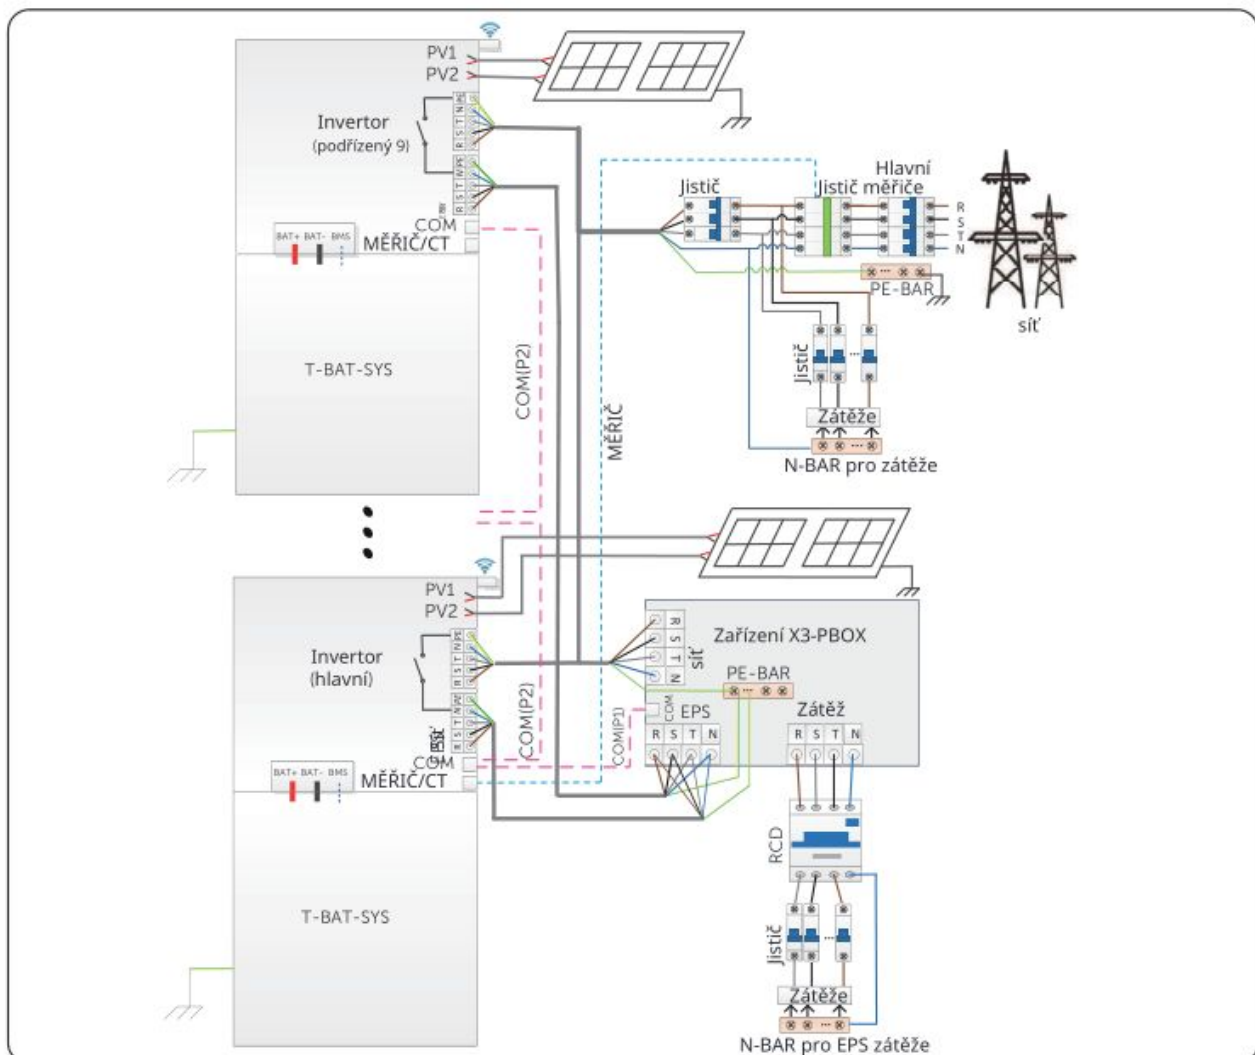 PV1
PV2
Invertor
(podřízený 9)
PE
N
T
S
R
PE
N
T
S
R
COM
BAT+ BAT- BMS
MĚŘIČ/CT
T-BAT-SYS
COM(P2)
MĚŘIČ
Jistič
Jistič měřiče
Hlavní
R
S
T
N
PE-BAR
síť
Jistič
Zátěže
N-BAR pro zátěže
PV1
PV2
Invertor
(hlavní)
PE
N
T
S
R
N
T
S
R
COM
BAT+ BAT- BMS
MĚŘIČ/CT
T-BAT-SYS
COM(P2)
COM(P1)
Zařízení X3-PBOX
R
S
T
N
síť
PE-BAR
COM
EPS
R S T N
Zátěž
R S T N
RCD
Jistič
Zátěže
N-BAR pro EPS zátěže